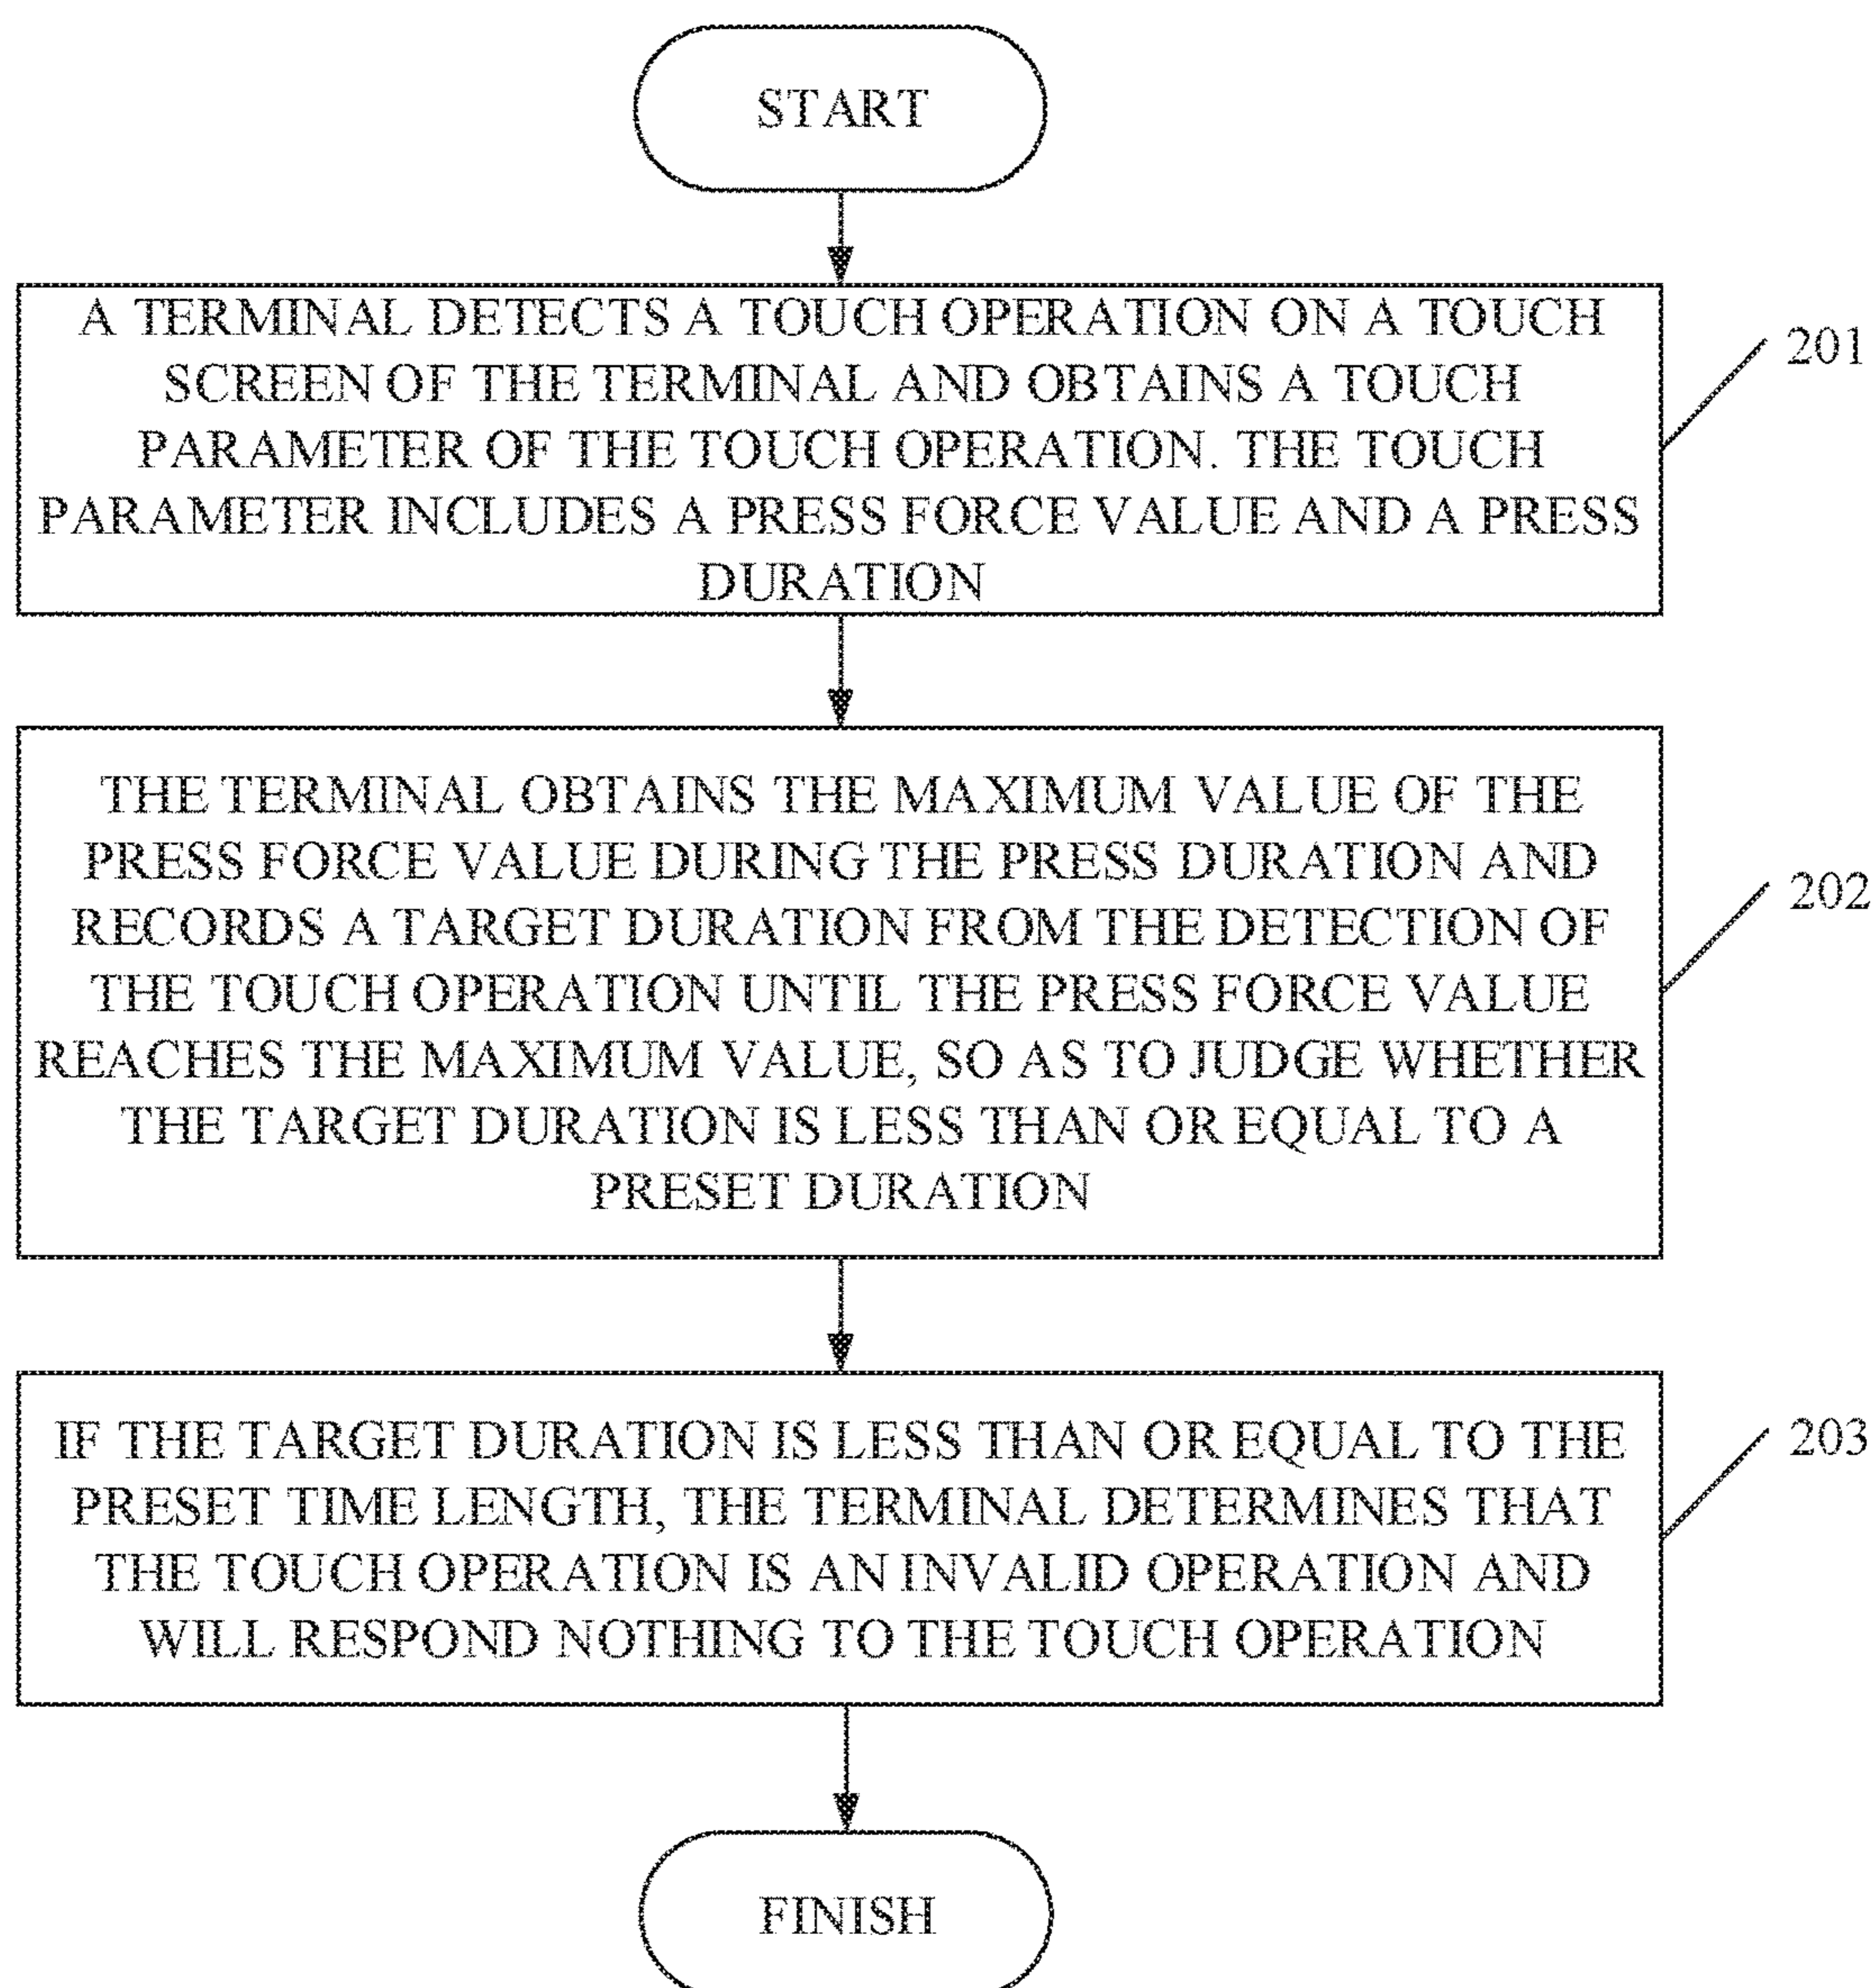 START
A TERMINAL DETECTS A TOUCH OPERATION ON A TOUCH
SCREEN OF THE TERMINAL AND OBTAINS A TOUCH
PARAMETER OF THE TOUCH OPERATION. THE TOUCH
PARAMETER INCLUDES A PRESS FORCE VALUE AND A PRESS
DURATION
201
THE TERMINAL OBTAINS THE MAXIMUM VALUE OF THE
PRESS FORCE VALUE DURING THE PRESS DURATION AND
RECORDS A TARGET DURATION FROM THE DETECTION OF
THE TOUCH OPERATION UNTIL THE PRESS FORCE VALUE
REACHES THE MAXIMUM VALUE, SO AS TO JUDGE WHETHER
THE TARGET DURATION IS LESS THAN OR EQUAL TO A
PRESET DURATION
202
IF THE TARGET DURATION IS LESS THAN OR EQUAL TO THE
PRESET TIME LENGTH, THE TERMINAL DETERMINES THAT
THE TOUCH OPERATION IS AN INVALID OPERATION AND
WILL RESPOND NOTHING TO THE TOUCH OPERATION
203
FINISH